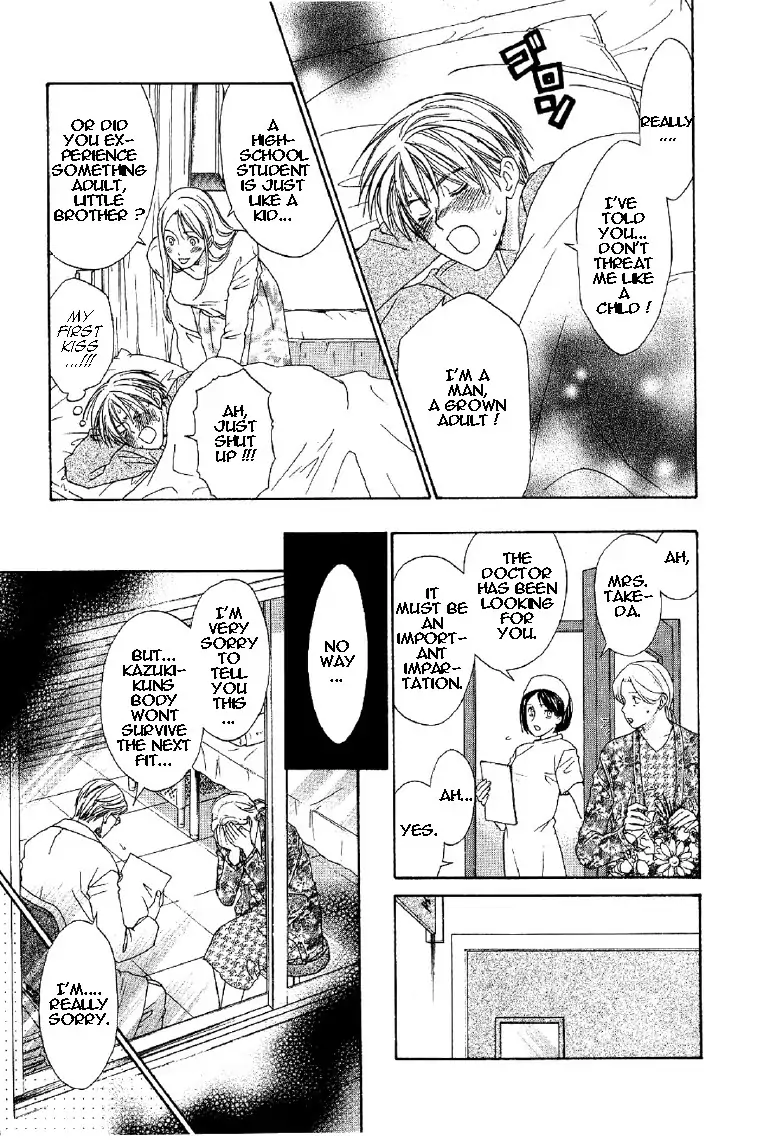 REALLY
....
I'VE
TOLD
YOU...
DON'T
THREAT
ME LIKE
A
CHILD !
ゴロン
I'M A
MAN,
A GROWN
ADULT !
A
HIGH-
SCHOOL
STUDENT
IS JUST
LIKE A
KID...
OR DID
YOU EX-
PERIENCE
SOMETHING
ADULT,
LITTLE
BROTHER ?
MY
FIRST
KISS
...!!!
AH,
JUST
SHUT
UP !!!
AH,
MRS.
TAKE-
DA.
THE
DOCTOR
HAS BEEN
LOOKING
FOR
YOU.
IT
MUST BE
AN
IMPORT-
ANT
IMPAR-
TATION.
AH...
YES.
NO
WAY
...
I'M
VERY
SORRY
TO
TELL
YOU
THIS
...
BUT...
KAZUKI-
KUNS
BODY
WONT
SURVIVE
THE NEXT
FIT...
I'M....
REALLY
SORRY.